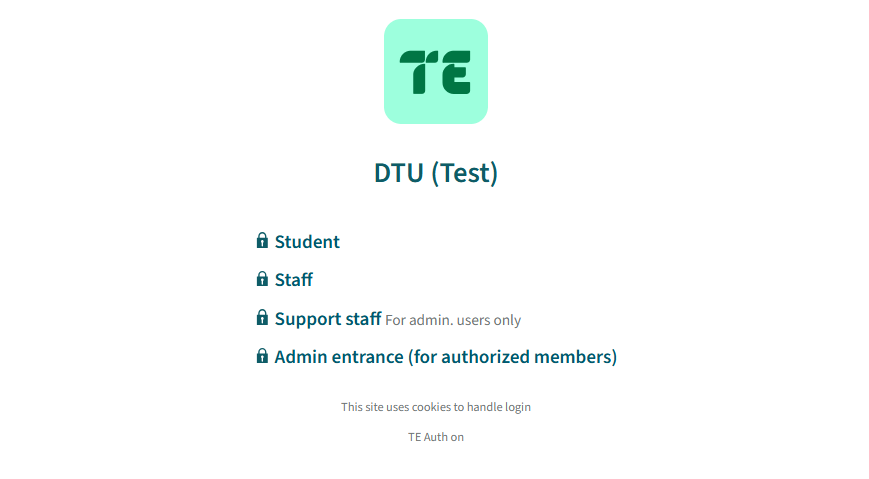 TE
DTU (Test)
Student
Staff
Support staff For admin. users only
Admin entrance (for authorized members)
This site uses cookies to handle login
TE Auth on